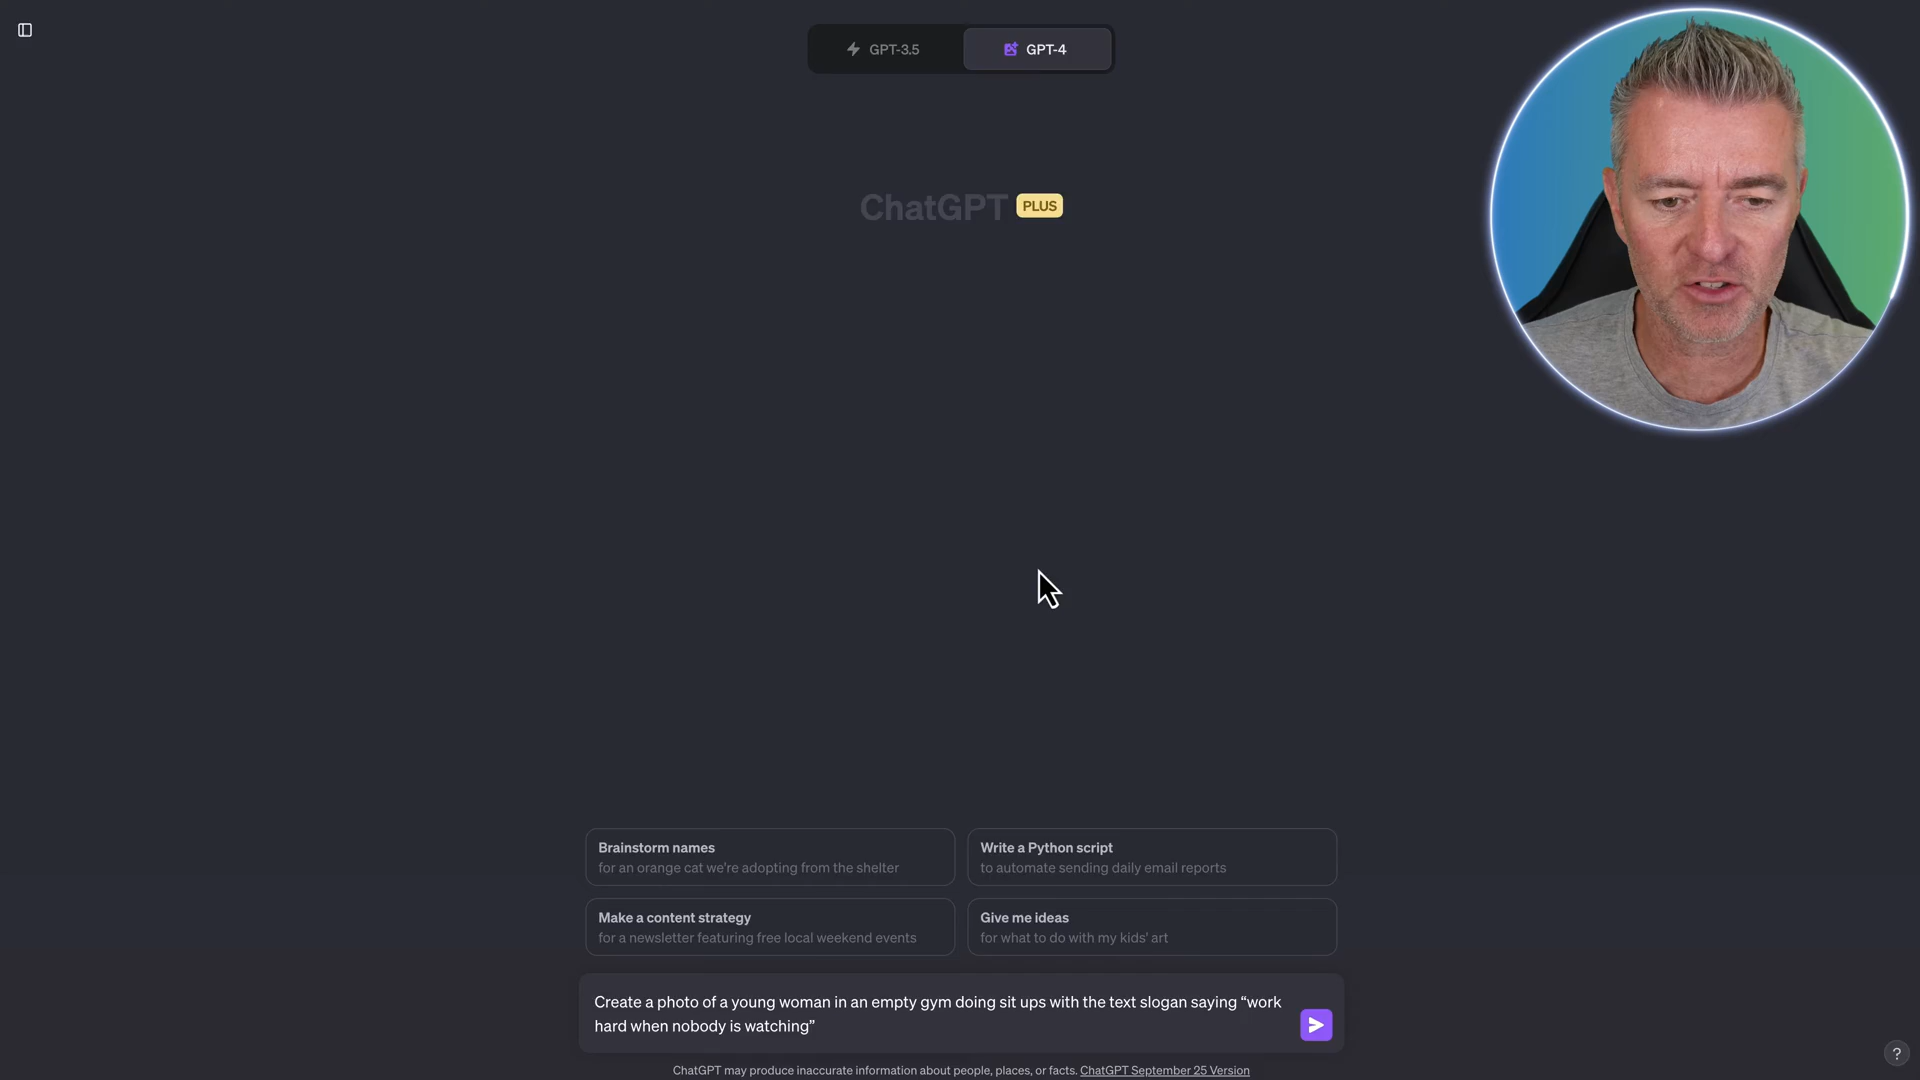 GPT-3.5
GPT-4
ChatGPT PLUS
Brainstorm names
for an orange cat we're adopting from the shelter
Write a Python script
to automate sending daily email reports
Make a content strategy
for a newsletter featuring free local weekend events
Give me ideas
for what to do with my kids' art
Create a photo of a young woman in an empty gym doing sit ups with the text slogan saying “work
hard when nobody is watching”
ChatGPT may produce inaccurate information about people, places, or facts. ChatGPT September 25 Version
?